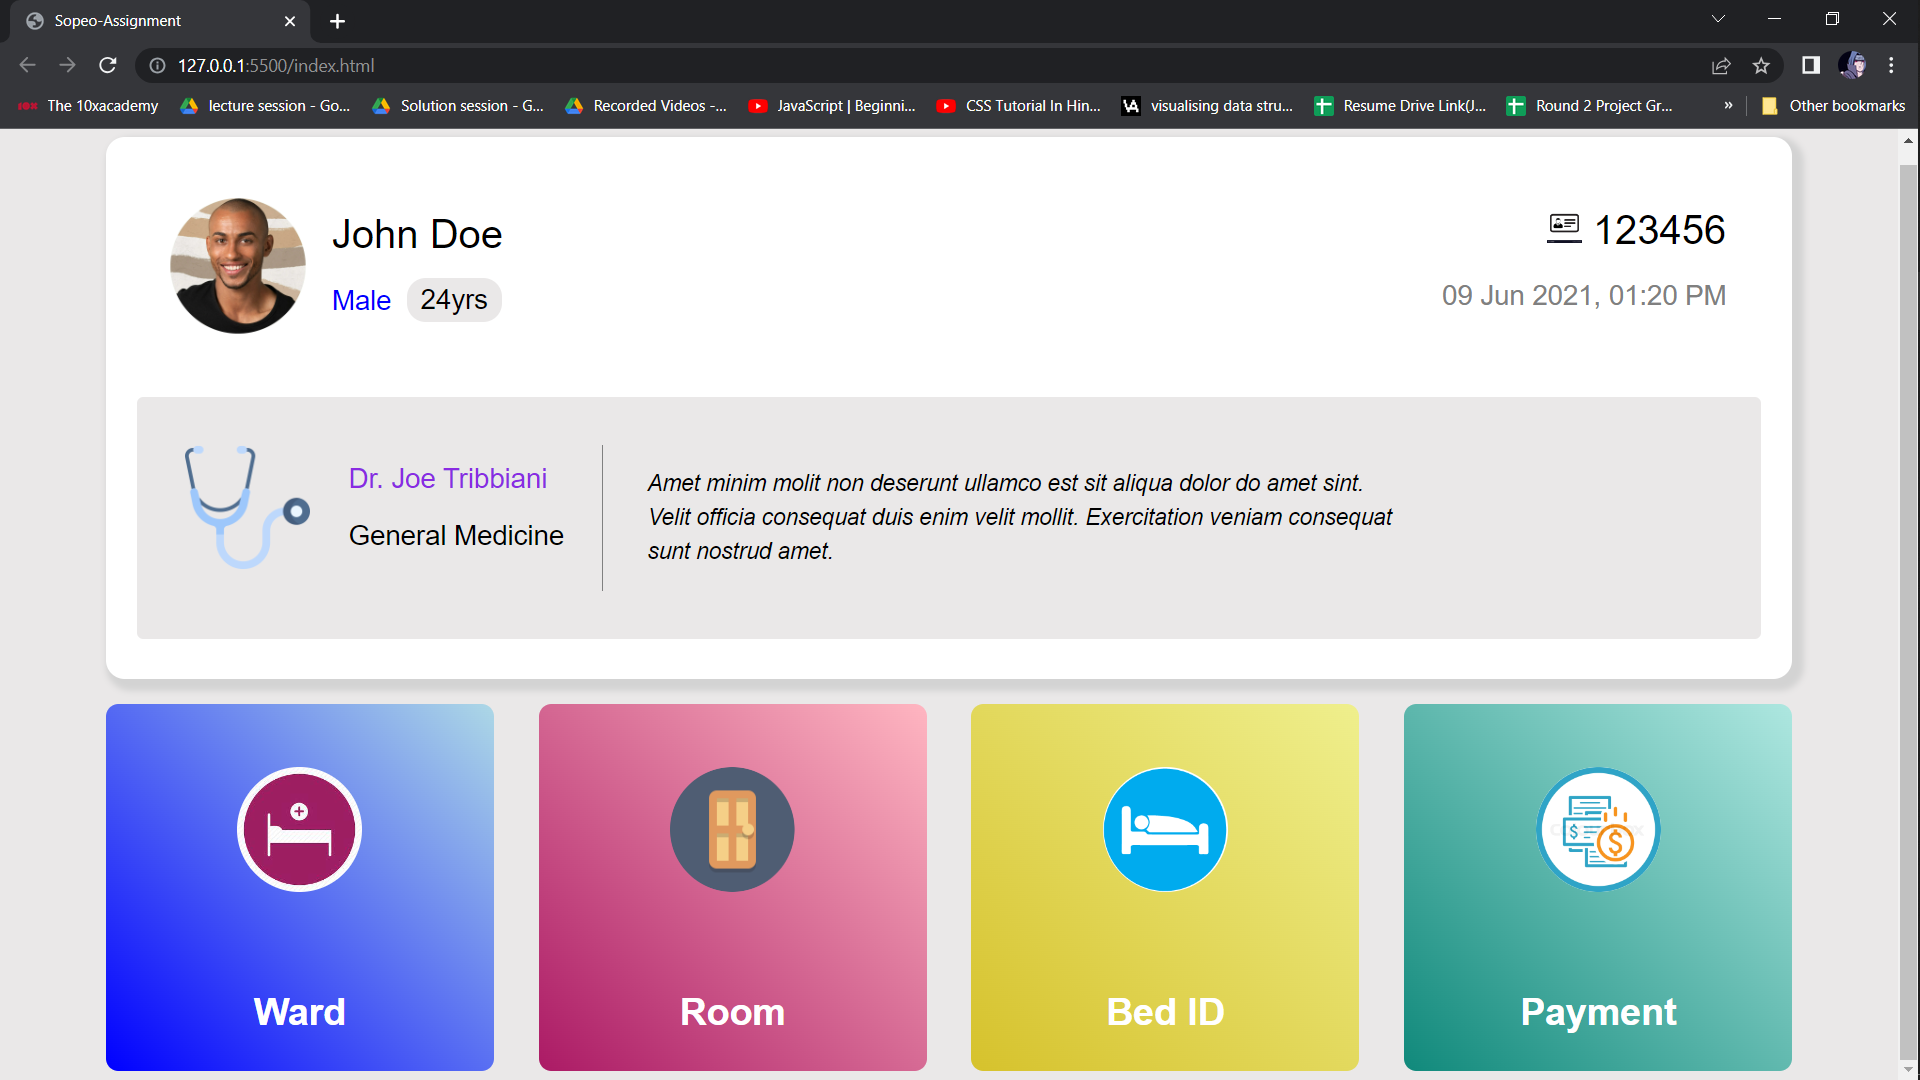 Sopeo-Assignment
127.0.0.1:5500/index.html
The 10xacademy
lecture session - Go...
Solution session - G...
Recorded Videos -...
JavaScript | Beginni...
CSS Tutorial In Hin...
VA visualising data stru...
Resume Drive Link(J...
Round 2 Project Gr...
»
Other bookmarks
John Doe
Male 24yrs
123456
09 Jun 2021, 01:20 PM
Dr. Joe Tribbiani
General Medicine
Amet minim molit non deserunt ullamco est sit aliqua dolor do amet sint.
Velit officia consequat duis enim velit mollit. Exercitation veniam consequat
sunt nostrud amet.
Ward
Room
Bed ID
$ $
Payment